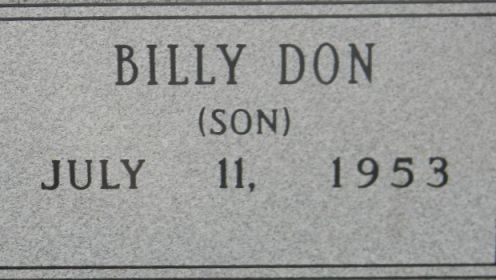 BILLY DON
(SON)
JULY 11, 1953